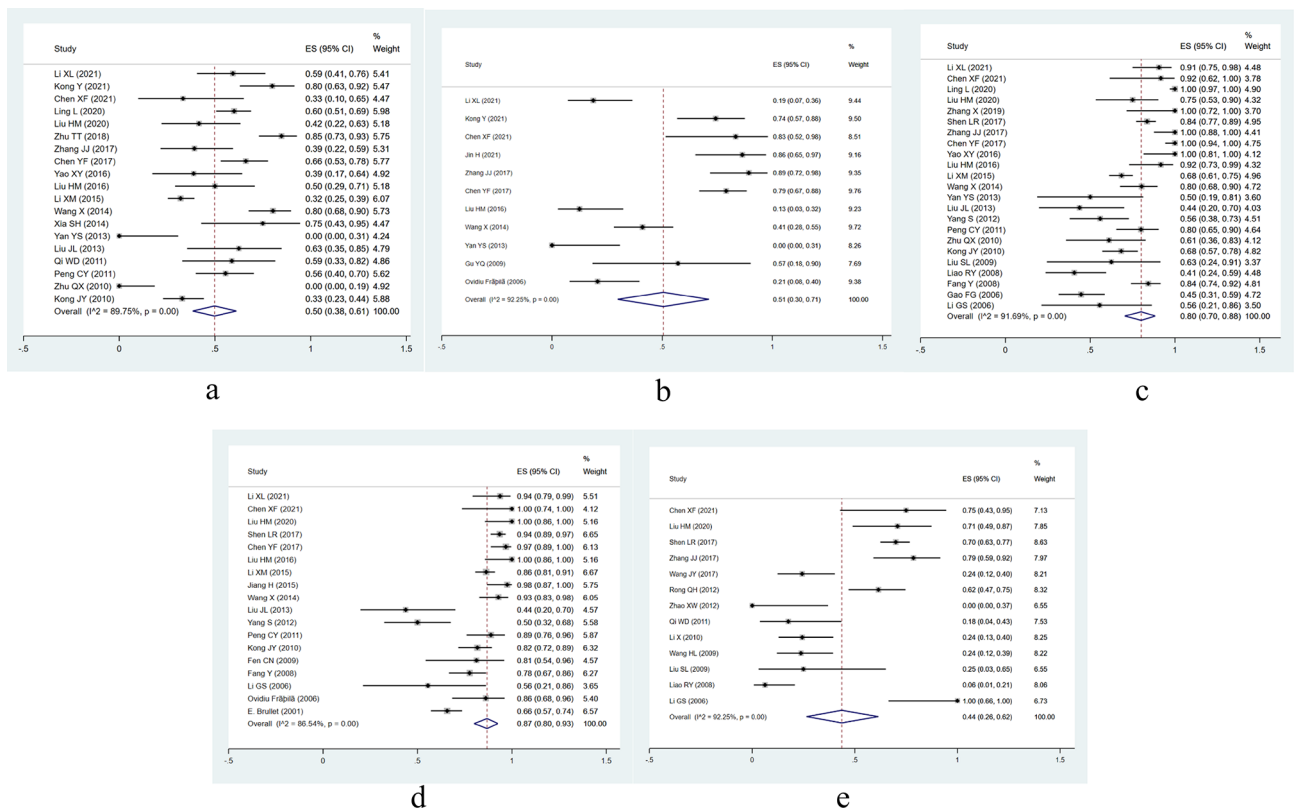 %
Study ES (95% CI) Weight
Li XL (2021) 0.59 (0.41, 0.76) 5.41
Kong Y (2021) 0.80 (0.63, 0.92) 5.47
Chen XF (2021) 0.33 (0.10, 0.65) 4.47
Ling L (2020) 0.60 (0.51, 0.69) 5.98
Liu HM (2020) 0.42 (0.22, 0.63) 5.18
Zhu TT (2018) 0.85 (0.73, 0.93) 5.75
Zhang JJ (2017) 0.39 (0.22, 0.59) 5.31
Chen YF (2017) 0.66 (0.53, 0.78) 5.77
Yao XY (2016) 0.39 (0.17, 0.64) 4.92
Liu HM (2016) 0.50 (0.29, 0.71) 5.18
Li XM (2015) 0.32 (0.25, 0.39) 6.07
Wang X (2014) 0.80 (0.68, 0.90) 5.73
Xia SH (2014) 0.75 (0.43, 0.95) 4.47
Yan YS (2013) 0.00 (0.00, 0.31) 4.24
Liu JL (2013) 0.63 (0.35, 0.85) 4.79
Qi WD (2011) 0.59 (0.33, 0.82) 4.86
Peng CY (2011) 0.56 (0.40, 0.70) 5.62
Zhu QX (2010) 0.00 (0.00, 0.19) 4.92
Kong JY (2010) 0.33 (0.23, 0.44) 5.88
Overall (I^2 = 89.75%, p = 0.00) 0.50 (0.38, 0.61) 100.00
-.5 0 .5 1 1.5
a
%
Study ES (95% CI) Weight
Li XL (2021) 0.19 (0.07, 0.36) 9.44
Kong Y (2021) 0.74 (0.57, 0.88) 9.50
Chen XF (2021) 0.83 (0.52, 0.98) 8.51
Jin H (2021) 0.86 (0.65, 0.97) 9.16
Zhang JJ (2017) 0.89 (0.72, 0.98) 9.35
Chen YF (2017) 0.79 (0.67, 0.88) 9.76
Liu HM (2016) 0.13 (0.03, 0.32) 9.23
Wang X (2014) 0.41 (0.28, 0.55) 9.72
Yan YS (2013) 0.00 (0.00, 0.31) 8.26
Gu YQ (2009) 0.57 (0.18, 0.90) 7.69
Ovidiu Frăpilă (2006) 0.21 (0.08, 0.40) 9.38
Overall (I^2 = 92.25%, p = 0.00) 0.51 (0.30, 0.71) 100.00
-.5 0 .5 1 1.5
b
%
Study ES (95% CI) Weight
Li XL (2021) 0.91 (0.75, 0.98) 4.48
Chen XF (2021) 0.92 (0.62, 1.00) 3.78
Ling L (2020) 1.00 (0.97, 1.00) 4.90
Liu HM (2020) 0.75 (0.53, 0.90) 4.32
Zhang X (2019) 1.00 (0.72, 1.00) 3.70
Shen LR (2017) 0.84 (0.77, 0.89) 4.95
Zhang JJ (2017) 1.00 (0.88, 1.00) 4.41
Chen YF (2017) 1.00 (0.94, 1.00) 4.75
Yao XY (2016) 1.00 (0.81, 1.00) 4.12
Liu HM (2016) 0.92 (0.73, 0.99) 4.32
Li XM (2015) 0.68 (0.61, 0.75) 4.96
Wang X (2014) 0.80 (0.68, 0.90) 4.72
Yan YS (2013) 0.50 (0.19, 0.81) 3.60
Liu JL (2013) 0.44 (0.20, 0.70) 4.03
Yang S (2012) 0.56 (0.38, 0.73) 4.51
Peng CY (2011) 0.80 (0.65, 0.90) 4.64
Zhu QX (2010) 0.61 (0.36, 0.83) 4.12
Kong JY (2010) 0.68 (0.57, 0.78) 4.82
Liu SL (2009) 0.63 (0.24, 0.91) 3.37
Liao RY (2008) 0.41 (0.24, 0.59) 4.48
Fang Y (2008) 0.84 (0.74, 0.92) 4.81
Gao FG (2006) 0.45 (0.31, 0.59) 4.72
Li GS (2006) 0.56 (0.21, 0.86) 3.50
Overall (I^2 = 91.69%, p = 0.00) 0.80 (0.70, 0.88) 100.00
-.5 0 .5 1 1.5
c
%
Study ES (95% CI) Weight
Li XL (2021) 0.94 (0.79, 0.99) 5.51
Chen XF (2021) 1.00 (0.74, 1.00) 4.12
Liu HM (2020) 1.00 (0.86, 1.00) 5.16
Shen LR (2017) 0.94 (0.89, 0.97) 6.65
Chen YF (2017) 0.97 (0.89, 1.00) 6.13
Liu HM (2016) 1.00 (0.86, 1.00) 5.16
Li XM (2015) 0.86 (0.81, 0.91) 6.67
Jiang H (2015) 0.98 (0.87, 1.00) 5.75
Wang X (2014) 0.93 (0.83, 0.98) 6.05
Liu JL (2013) 0.44 (0.20, 0.70) 4.57
Yang S (2012) 0.50 (0.32, 0.68) 5.58
Peng CY (2011) 0.89 (0.76, 0.96) 5.87
Kong JY (2010) 0.82 (0.72, 0.89) 6.32
Fen CN (2009) 0.81 (0.54, 0.96) 4.57
Fang Y (2008) 0.78 (0.67, 0.86) 6.27
Li GS (2006) 0.56 (0.21, 0.86) 3.65
Ovidiu Frăpilă (2006) 0.86 (0.68, 0.96) 5.40
E. Brullet (2001) 0.66 (0.57, 0.74) 6.57
Overall (I^2 = 86.54%, p = 0.00) 0.87 (0.80, 0.93) 100.00
-.5 0 .5 1 1.5
d
%
Study ES (95% CI) Weight
Chen XF (2021) 0.75 (0.43, 0.95) 7.13
Liu HM (2020) 0.71 (0.49, 0.87) 7.85
Shen LR (2017) 0.70 (0.63, 0.77) 8.63
Zhang JJ (2017) 0.79 (0.59, 0.92) 7.97
Wang JY (2017) 0.24 (0.12, 0.40) 8.21
Rong QH (2012) 0.62 (0.47, 0.75) 8.32
Zhao XW (2012) 0.00 (0.00, 0.37) 6.55
Qi WD (2011) 0.18 (0.04, 0.43) 7.53
Li X (2010) 0.24 (0.13, 0.40) 8.25
Wang HL (2009) 0.24 (0.12, 0.39) 8.22
Liu SL (2009) 0.25 (0.03, 0.65) 6.55
Liao RY (2008) 0.06 (0.01, 0.21) 8.06
Li GS (2006) 1.00 (0.66, 1.00) 6.73
Overall (I^2 = 92.25%, p = 0.00) 0.44 (0.26, 0.62) 100.00
-.5 0 .5 1 1.5
e